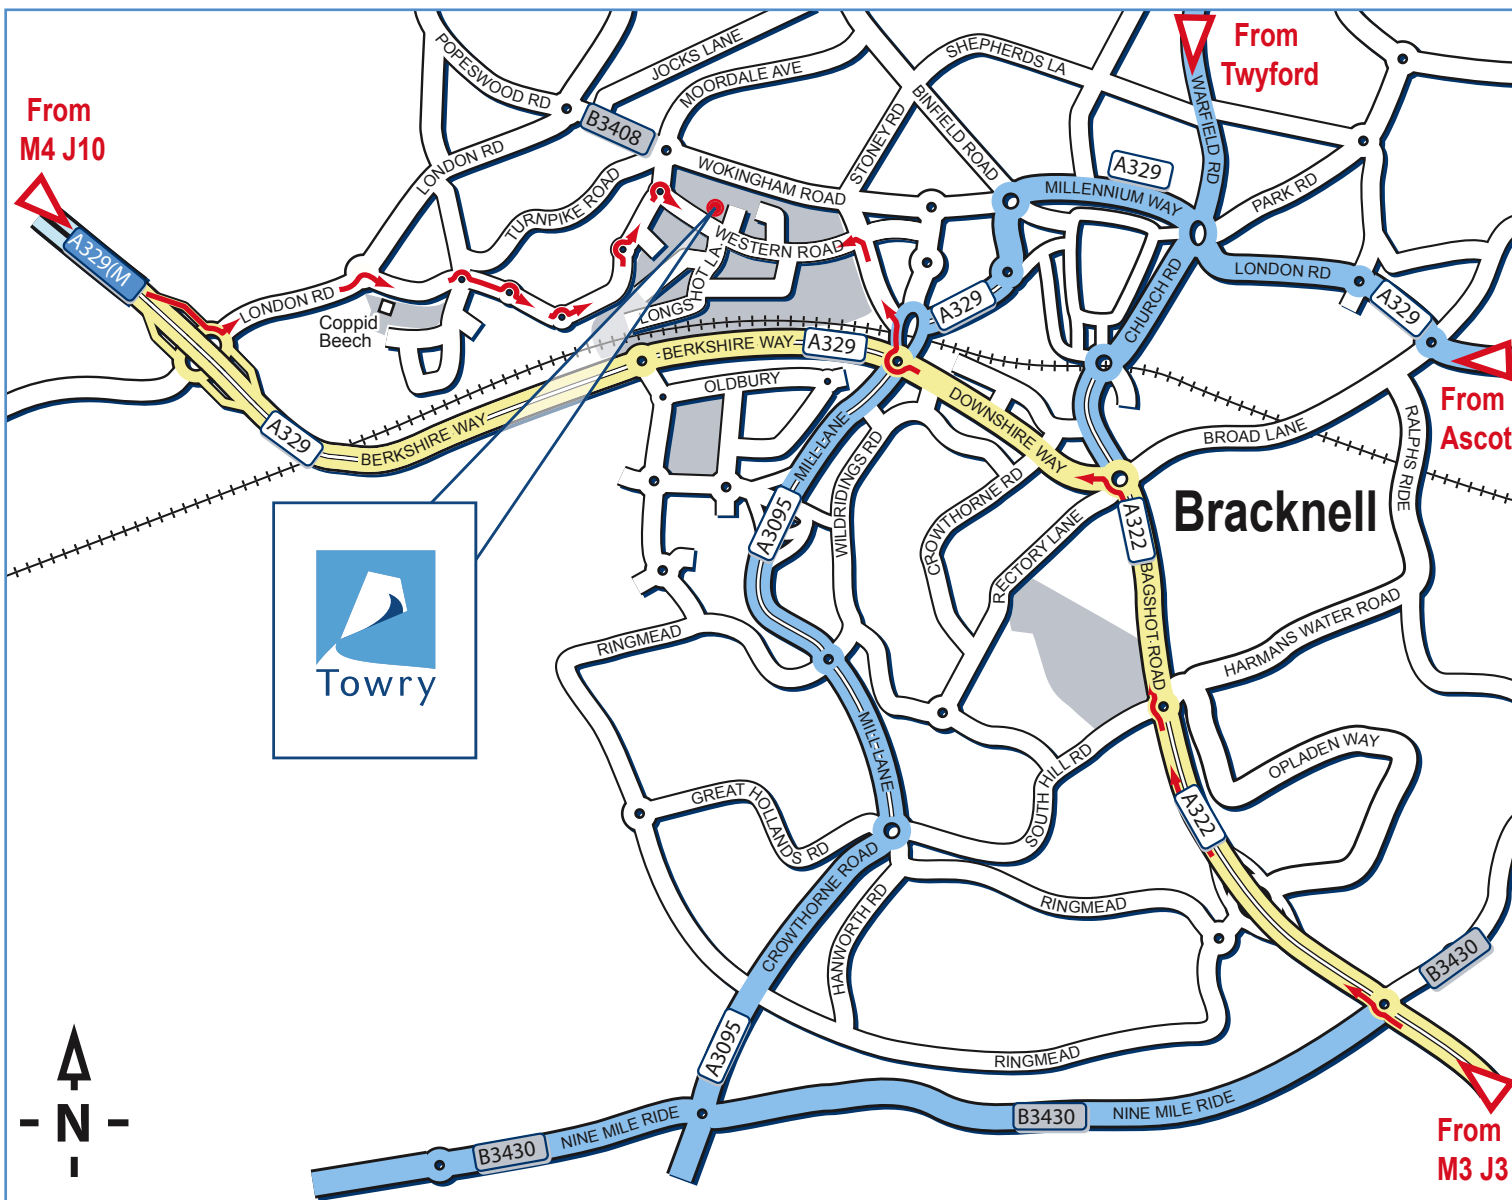 From
Twyford
From
M4 J10
POPESWOOD RD
JOCKS LANE
MOORDALE AVE
SHEPHERDS LA
WARFIELD RD
B3408
BINFIELD ROAD
STONEY RD
LONDON RD
WOKINGHAM ROAD
A329
MILLENNIUM WAY
PARK RD
TURNPIKE ROAD
WESTERN ROAD
A329(M
LONGSHOT LA
LONDON RD
LONDON RD
CHURCH RD
A329
A329
Coppid
Beech
BERKSHIRE WAY
A329
OLDBURY
DOWNSHIRE WAY
From
Ascot
BROAD LANE
RALPHS RIDE
A329
BERKSHIRE WAY
MILL LANE
WILDRIDINGS RD
CROWTHORNE RD
Bracknell
A3095
A322
RECTORY LANE
BAGSHOT ROAD
HARMANS WATER ROAD
RINGMEAD
Towry
MILL LANE
OPLADEN WAY
SOUTH HILL RD
GREAT HOLLANDS RD
A322
CROWTHORNE ROAD
HANWORTH RD
RINGMEAD
B3430
A3095
RINGMEAD
N
B3430
NINE MILE RIDE
B3430
NINE MILE RIDE
From
M3 J3